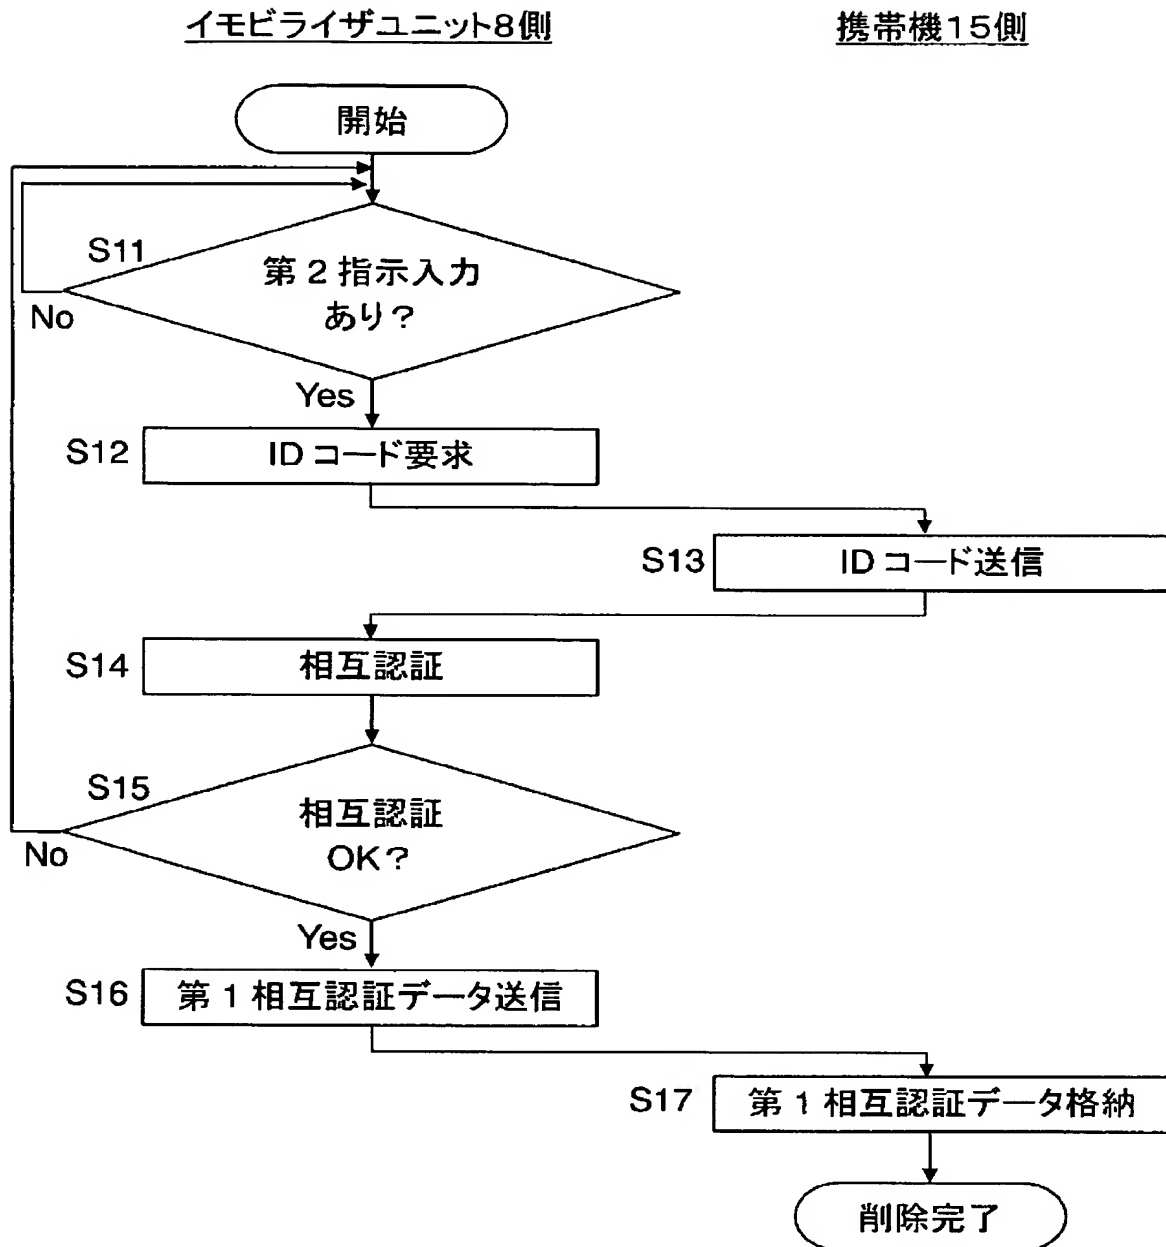 イモビライザユニット8側
携帯機15側
開始
S11
第2指示入力
あり?
No
Yes
S12
IDコード要求
S13
IDコード送信
S14
相互認証
S15
相互認証
OK?
No
Yes
S16
第1相互認証データ送信
S17
第1相互認証データ格納
削除完了